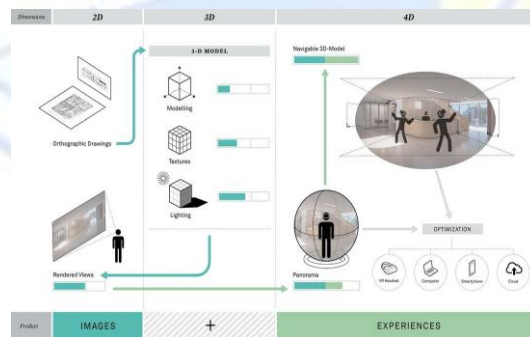 Dimensions
2D
3D
4D
3-D MODEL
Navigable 3D-Model
Modelling
Orthographic Drawings
Textures
Lighting
OPTIMIZATION
Rendered Views
Panorama
VR Headset
Computer
Smartphone
Cloud
Product
IMAGES
+
EXPERIENCES